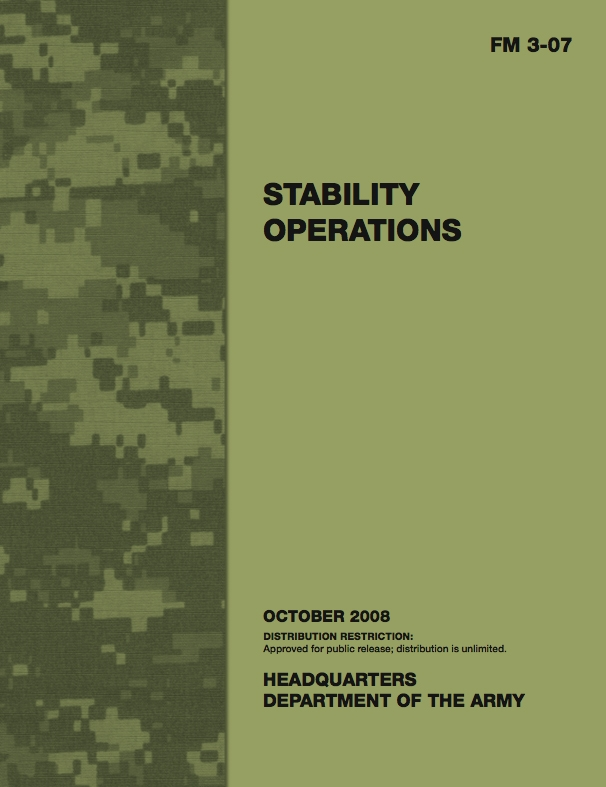 FM 3-07
STABILITY
OPERATIONS
OCTOBER 2008
DISTRIBUTION RESTRICTION:
Approved for public release; distribution is unlimited.
HEADQUARTERS
DEPARTMENT OF THE ARMY